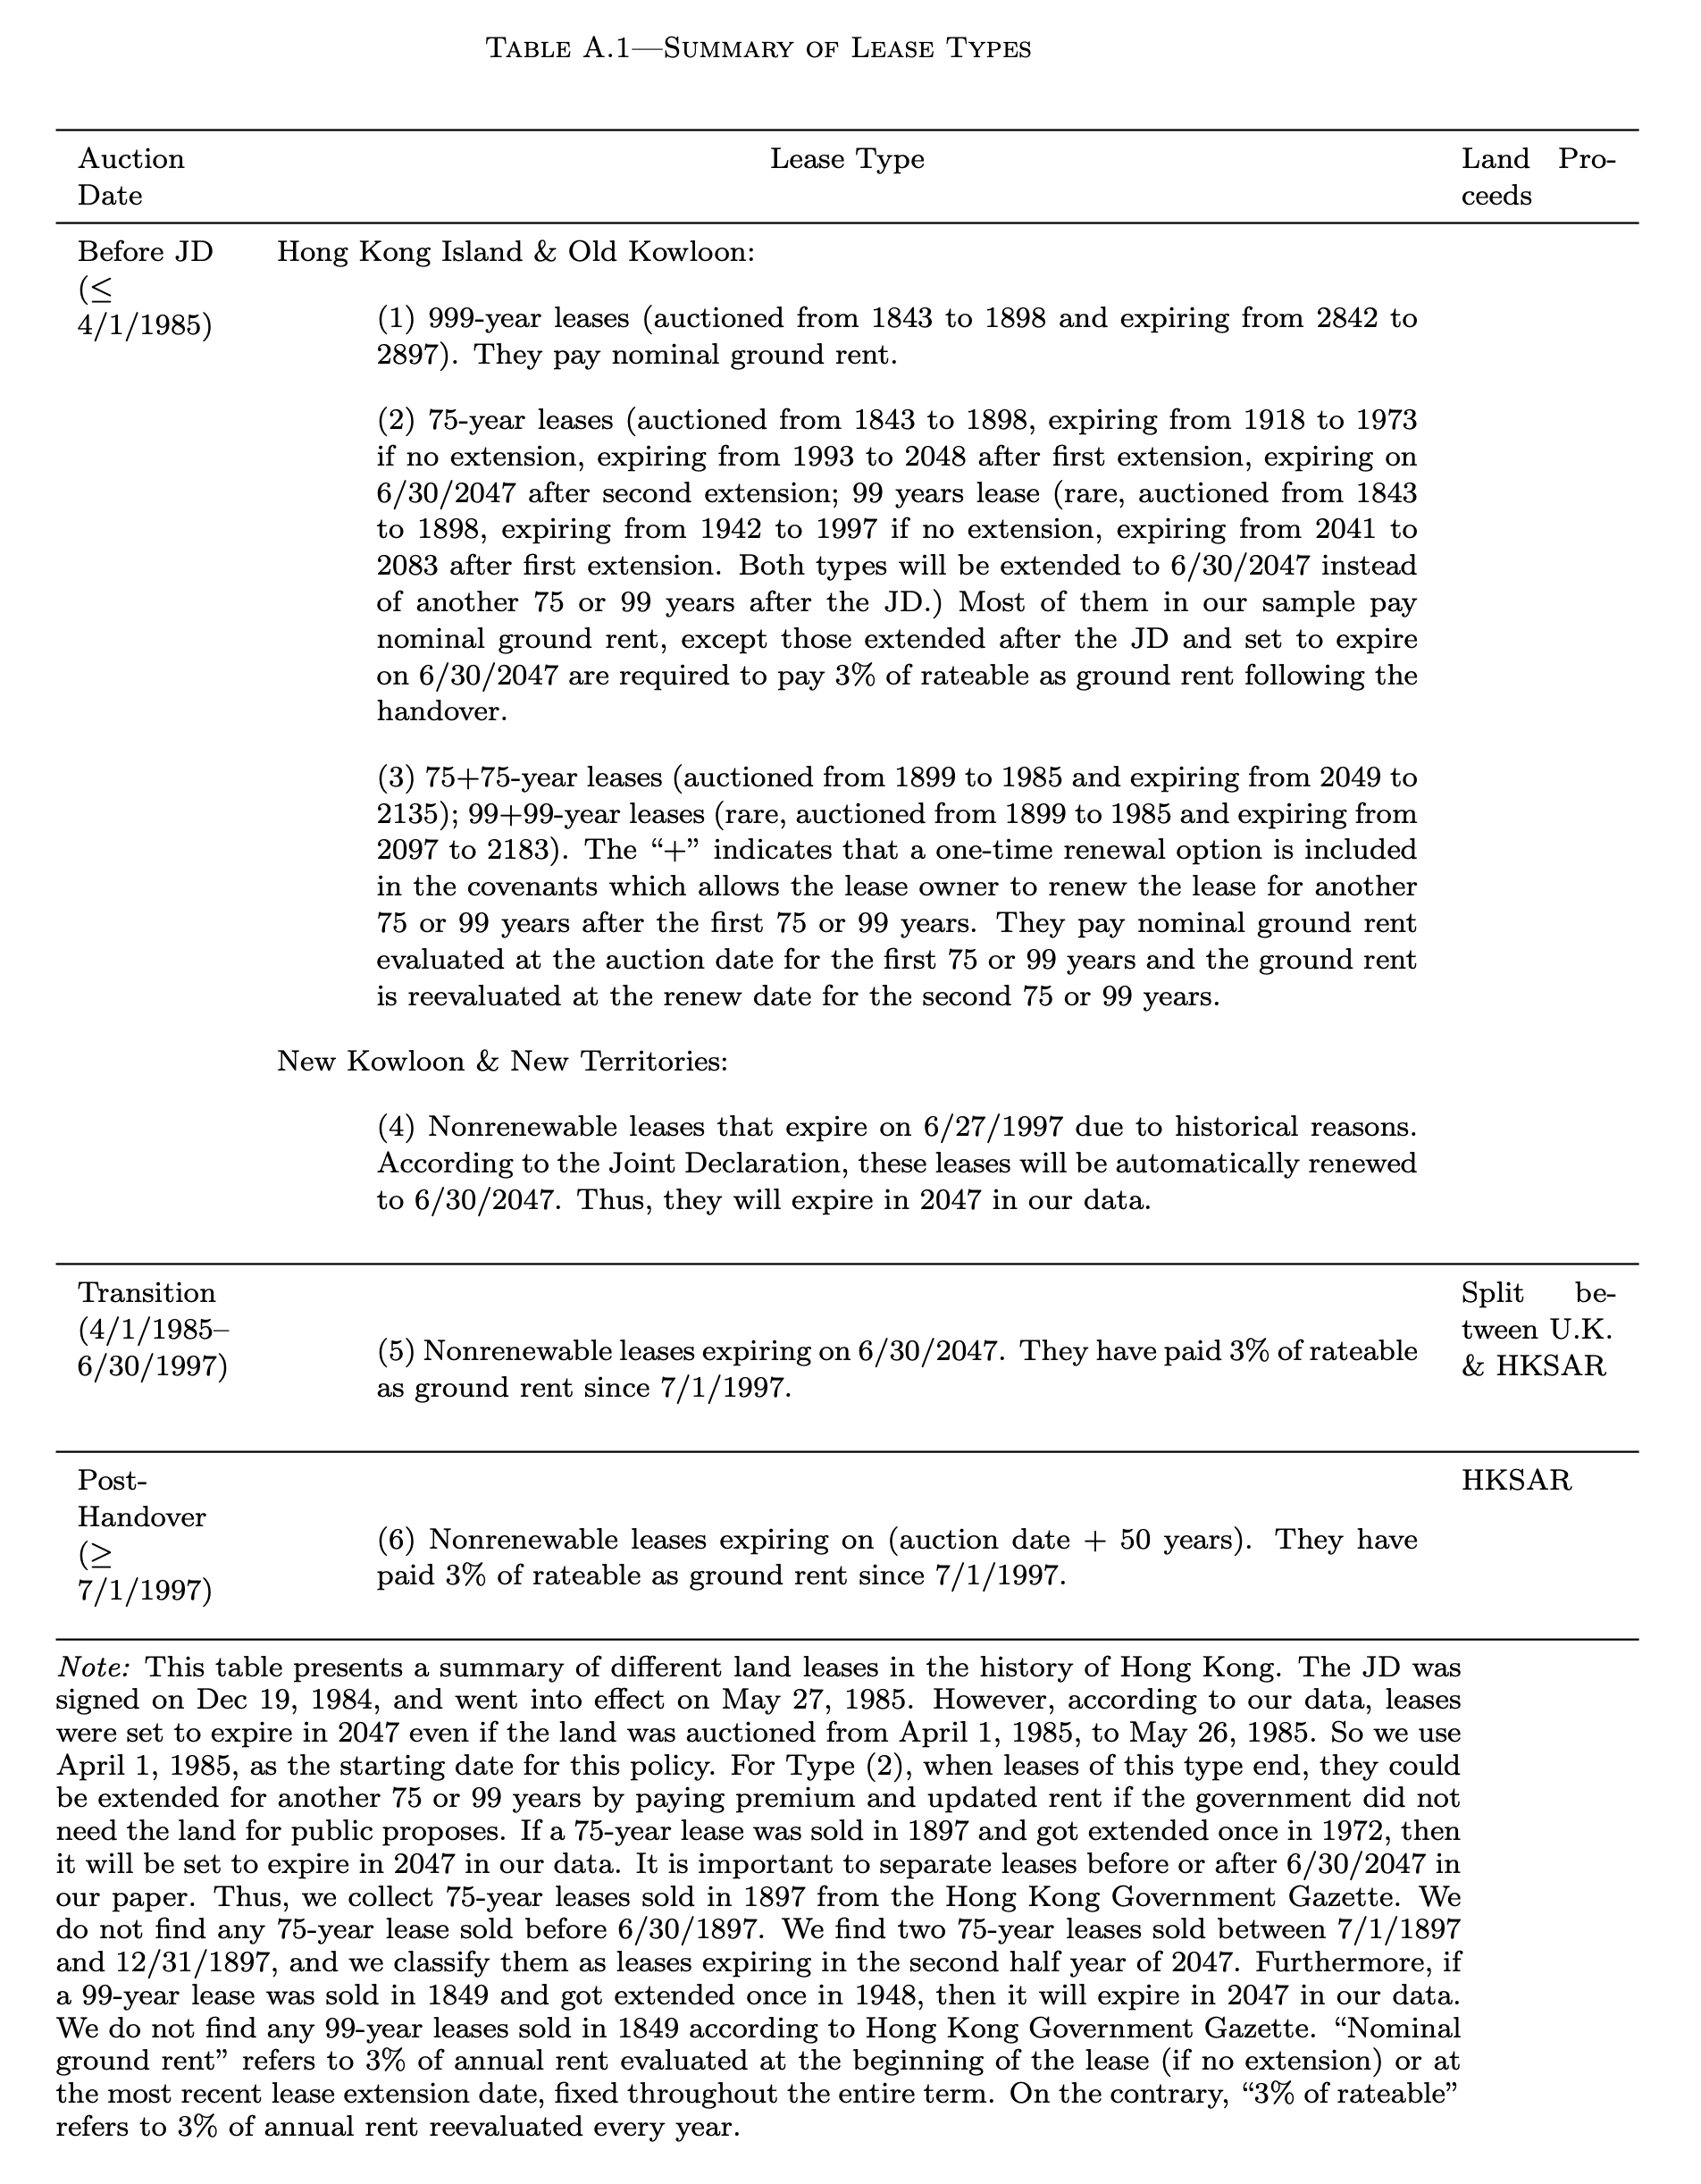 TABLE A.1—SUMMARY OF LEASE TYPES
Auction Date
Lease Type
Land Pro-
ceeds
Before JD
(≤
4/1/1985)
Hong Kong Island & Old Kowloon:
(1) 999-year leases (auctioned from 1843 to 1898 and expiring from 2842 to
2897). They pay nominal ground rent.
(2) 75-year leases (auctioned from 1843 to 1898, expiring from 1918 to 1973
if no extension, expiring from 1993 to 2048 after first extension, expiring on
6/30/2047 after second extension; 99 years lease (rare, auctioned from 1843
to 1898, expiring from 1942 to 1997 if no extension, expiring from 2041 to
2083 after first extension. Both types will be extended to 6/30/2047 instead
of another 75 or 99 years after the JD.) Most of them in our sample pay
nominal ground rent, except those extended after the JD and set to expire
on 6/30/2047 are required to pay 3% of rateable as ground rent following the
handover.
(3) 75+75-year leases (auctioned from 1899 to 1985 and expiring from 2049 to
2135); 99+99-year leases (rare, auctioned from 1899 to 1985 and expiring from
2097 to 2183). The “+” indicates that a one-time renewal option is included
in the covenants which allows the lease owner to renew the lease for another
75 or 99 years after the first 75 or 99 years. They pay nominal ground rent
evaluated at the auction date for the first 75 or 99 years and the ground rent
is reevaluated at the renew date for the second 75 or 99 years.
New Kowloon & New Territories:
(4) Nonrenewable leases that expire on 6/27/1997 due to historical reasons.
According to the Joint Declaration, these leases will be automatically renewed
to 6/30/2047. Thus, they will expire in 2047 in our data.
Transition
(4/1/1985–
6/30/1997)
(5) Nonrenewable leases expiring on 6/30/2047. They have paid 3% of rateable
as ground rent since 7/1/1997.
Split be-
tween U.K.
& HKSAR
Post-
Handover
(≥
7/1/1997)
(6) Nonrenewable leases expiring on (auction date + 50 years). They have
paid 3% of rateable as ground rent since 7/1/1997.
HKSAR
Note: This table presents a summary of different land leases in the history of Hong Kong. The JD was
signed on Dec 19, 1984, and went into effect on May 27, 1985. However, according to our data, leases
were set to expire in 2047 even if the land was auctioned from April 1, 1985, to May 26, 1985. So we use
April 1, 1985, as the starting date for this policy. For Type (2), when leases of this type end, they could
be extended for another 75 or 99 years by paying premium and updated rent if the government did not
need the land for public proposes. If a 75-year lease was sold in 1897 and got extended once in 1972, then
it will be set to expire in 2047 in our data. It is important to separate leases before or after 6/30/2047 in
our paper. Thus, we collect 75-year leases sold in 1897 from the Hong Kong Government Gazette. We
do not find any 75-year lease sold before 6/30/1897. We find two 75-year leases sold between 7/1/1897
and 12/31/1897, and we classify them as leases expiring in the second half year of 2047. Furthermore, if
a 99-year lease was sold in 1849 and got extended once in 1948, then it will expire in 2047 in our data.
We do not find any 99-year leases sold in 1849 according to Hong Kong Government Gazette. “Nominal
ground rent” refers to 3% of annual rent evaluated at the beginning of the lease (if no extension) or at
the most recent lease extension date, fixed throughout the entire term. On the contrary, “3% of rateable”
refers to 3% of annual rent reevaluated every year.